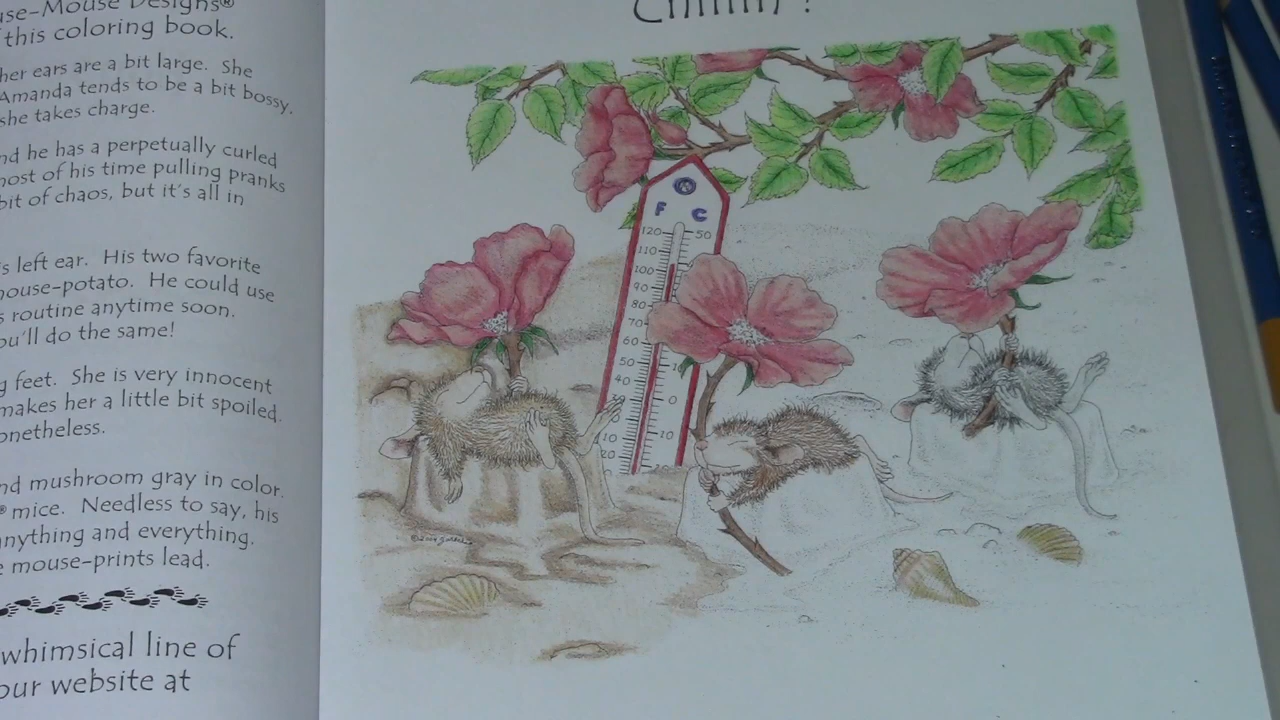 use-Mouse Designs®
this coloring book.
her ears are a bit large. She
Amanda tends to be a bit bossy.
she takes charge.
nd he has a perpetually curled
most of his time pulling pranks
bit of chaos, but it's all in
s left ear. His two favorite
mouse-potato. He could use
s routine anytime soon.
ou'll do the same!
g feet. She is very innocent
makes her a little bit spoiled.
onetheless.
nd mushroom gray in color.
® mice. Needless to say, his
anything and everything.
e mouse-prints lead.
whimsical line of
our website at
F C
120 50
110
100
90
80
70
60
50
40 0
10 10
20